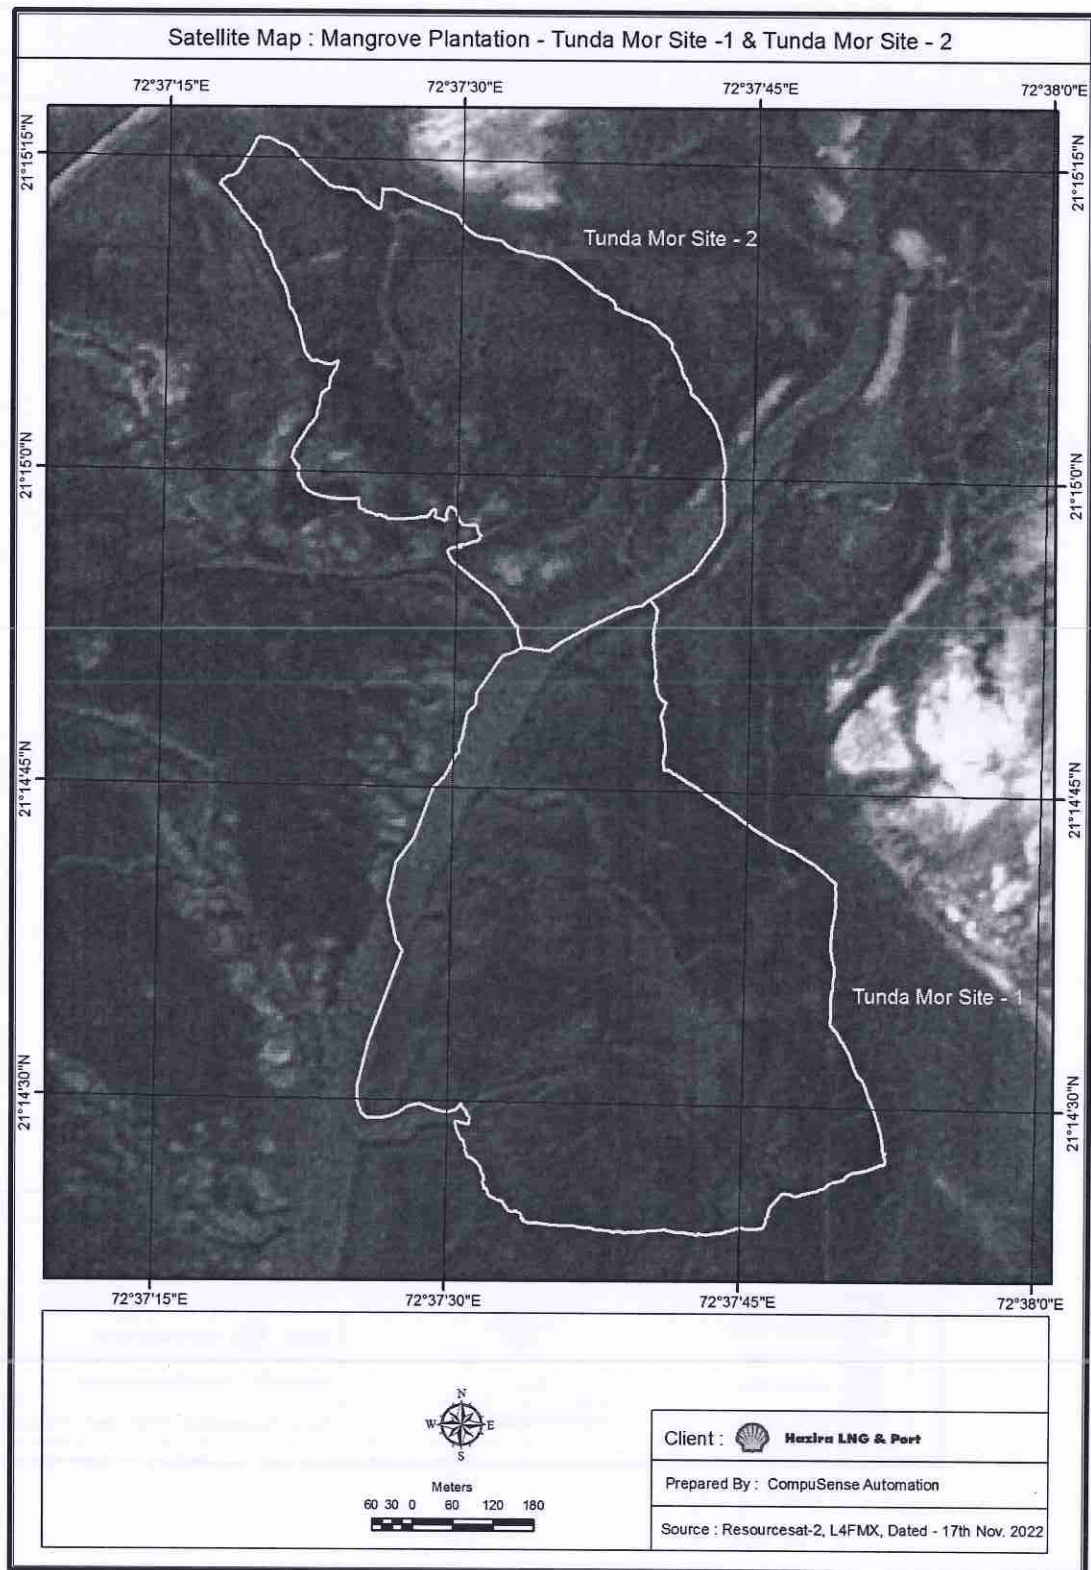 Satellite Map : Mangrove Plantation - Tunda Mor Site -1 & Tunda Mor Site - 2
72°37'15"E 72°37'30"E 72°37'45"E 72°38'0"E
21°15'15"N 21°15'15"N
Tunda Mor Site - 2
21°15'0"N 21°15'0"N
21°14'45"N 21°14'45"N
Tunda Mor Site - 1
21°14'30"N 21°14'30"N
72°37'15"E 72°37'30"E 72°37'45"E 72°38'0"E
N
W E
S
Meters
60 30 0 60 120 180
Client : Hazira LNG & Port
Prepared By : CompuSense Automation
Source : Resourcesat-2, L4FMX, Dated - 17th Nov. 2022